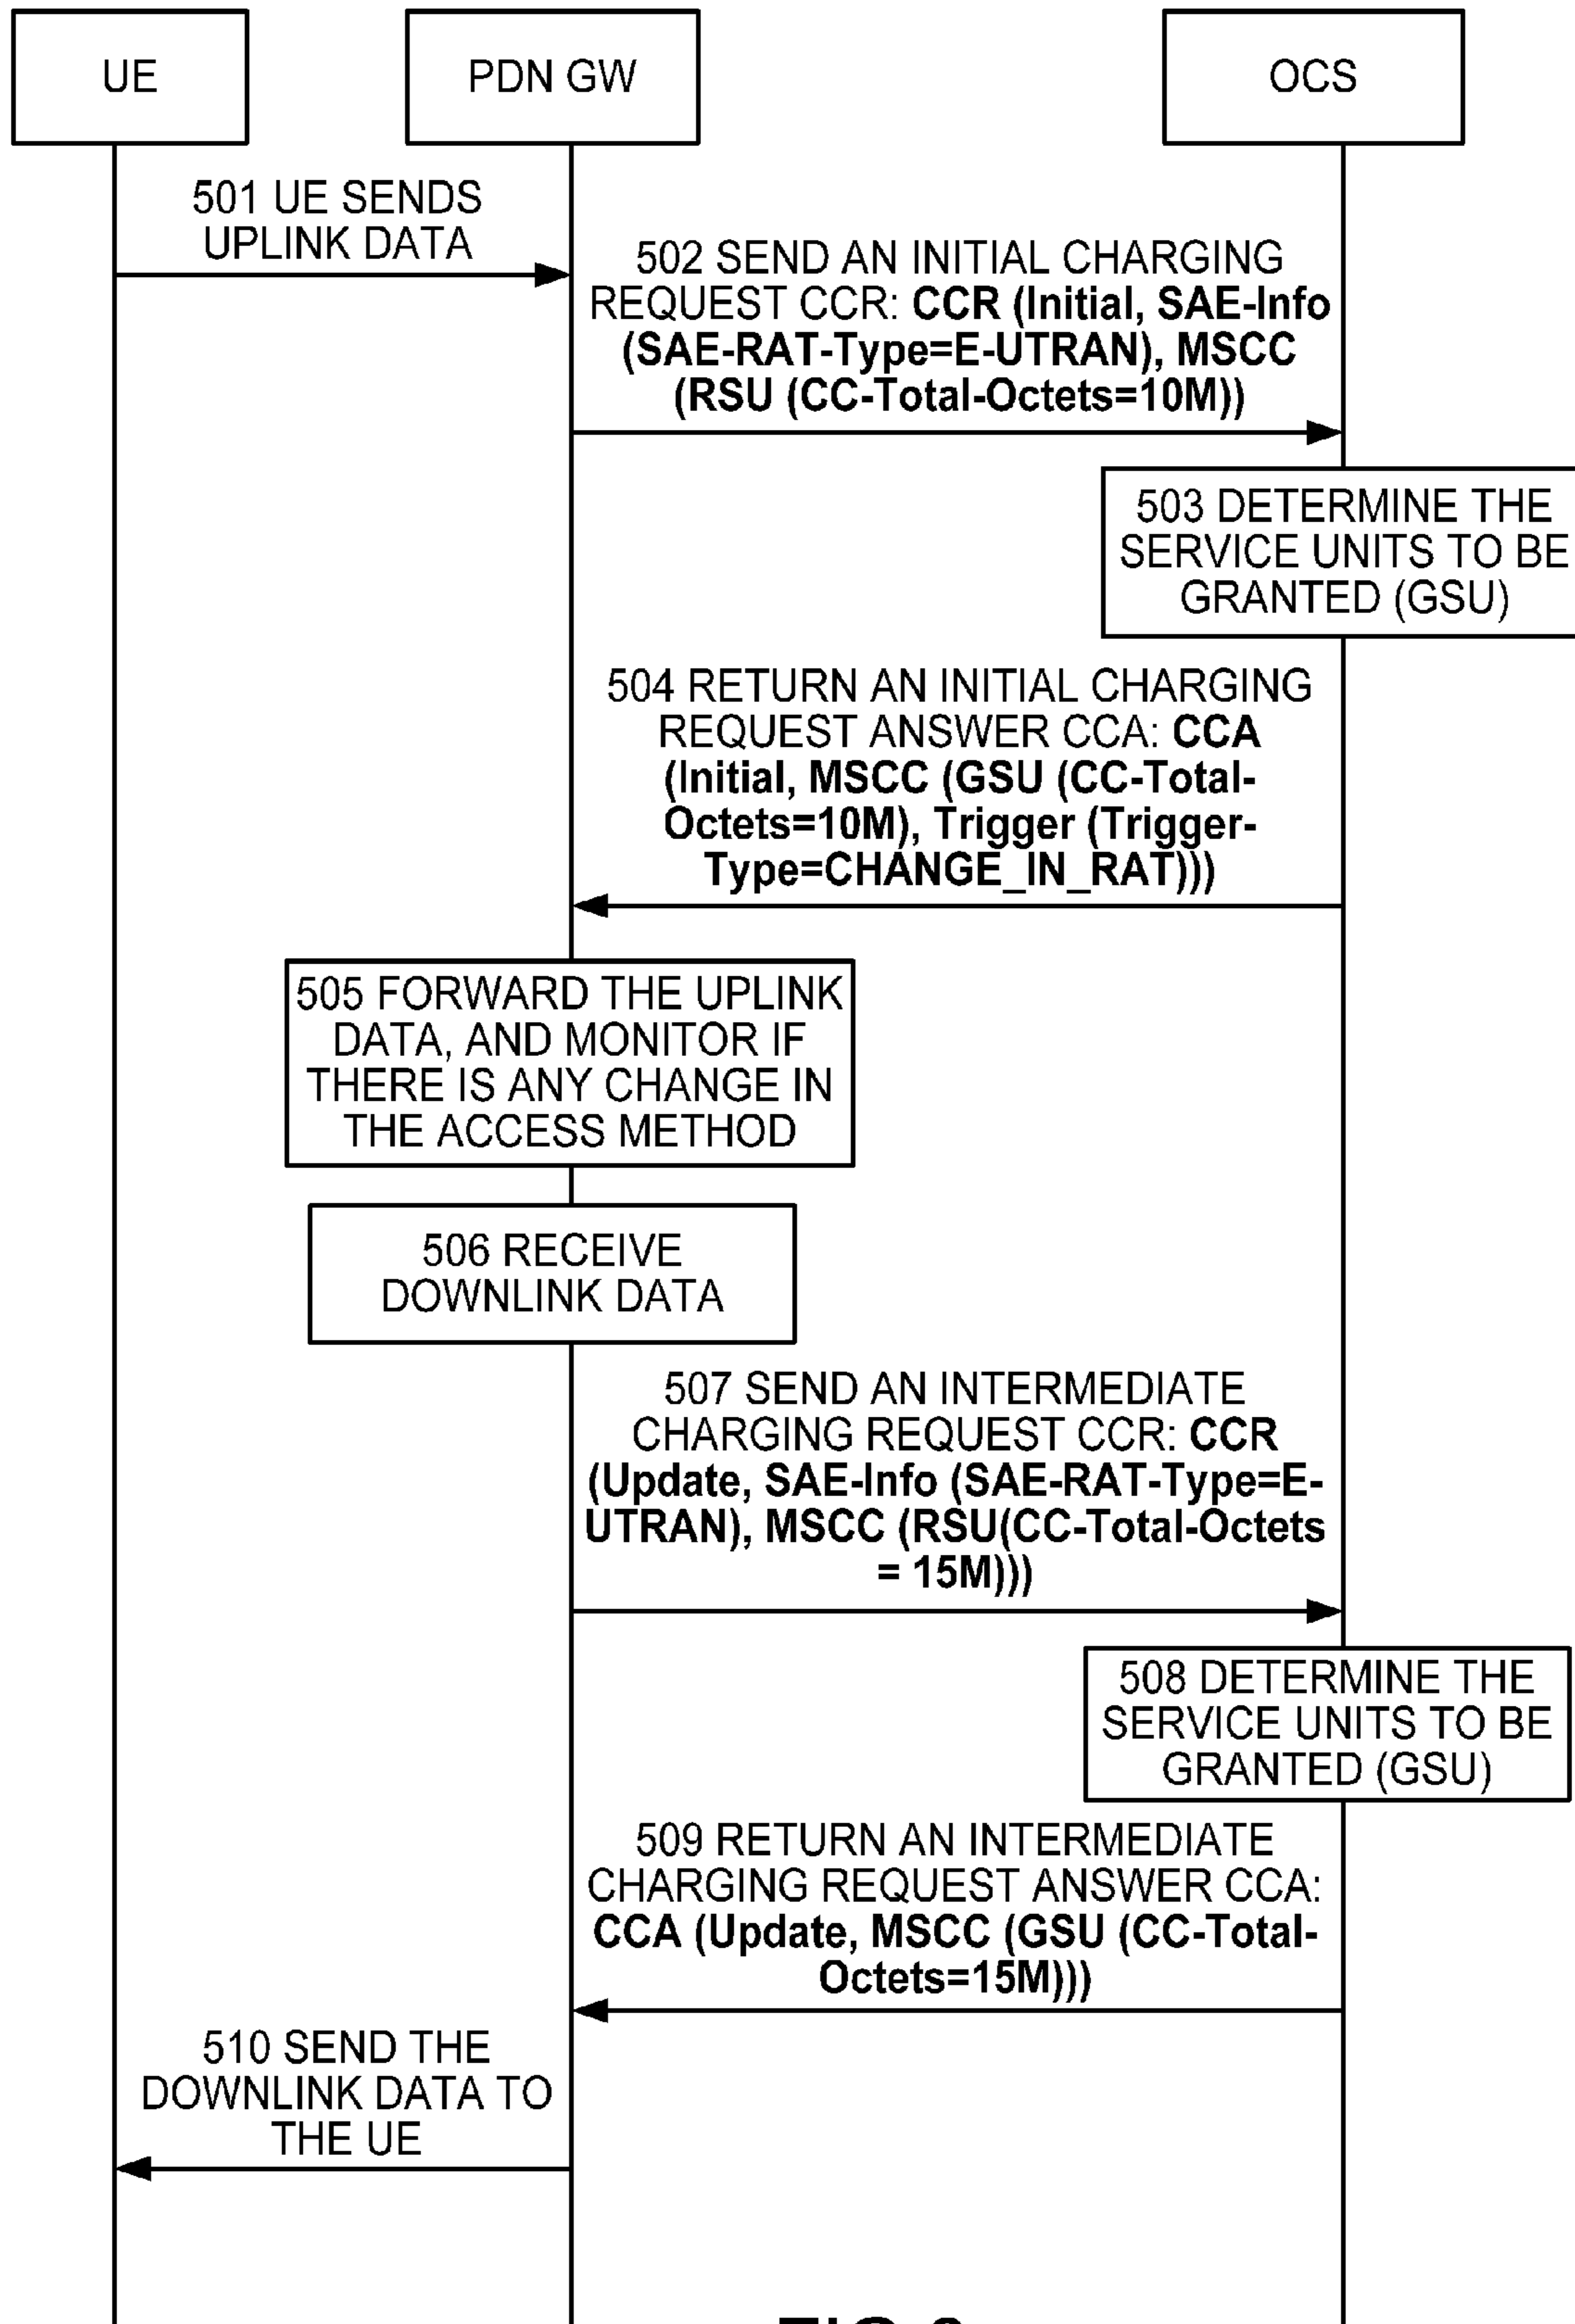 UE
PDN GW
OCS
501 UE SENDS
UPLINK DATA
502 SEND AN INITIAL CHARGING
REQUEST CCR: CCR (Initial, SAE-Info
(SAE-RAT-Type=E-UTRAN), MSCC
(RSU (CC-Total-Octets=10M))
503 DETERMINE THE
SERVICE UNITS TO BE
GRANTED (GSU)
504 RETURN AN INITIAL CHARGING
REQUEST ANSWER CCA: CCA
(Initial, MSCC (GSU (CC-Total-
Octets=10M), Trigger (Trigger-
Type=CHANGE_IN_RAT)))
505 FORWARD THE UPLINK
DATA, AND MONITOR IF
THERE IS ANY CHANGE IN
THE ACCESS METHOD
506 RECEIVE
DOWNLINK DATA
507 SEND AN INTERMEDIATE
CHARGING REQUEST CCR: CCR
(Update, SAE-Info (SAE-RAT-Type=E-
UTRAN), MSCC (RSU(CC-Total-Octets
= 15M)))
508 DETERMINE THE
SERVICE UNITS TO BE
GRANTED (GSU)
509 RETURN AN INTERMEDIATE
CHARGING REQUEST ANSWER CCA:
CCA (Update, MSCC (GSU (CC-Total-
Octets=15M)))
510 SEND THE
DOWNLINK DATA TO
THE UE